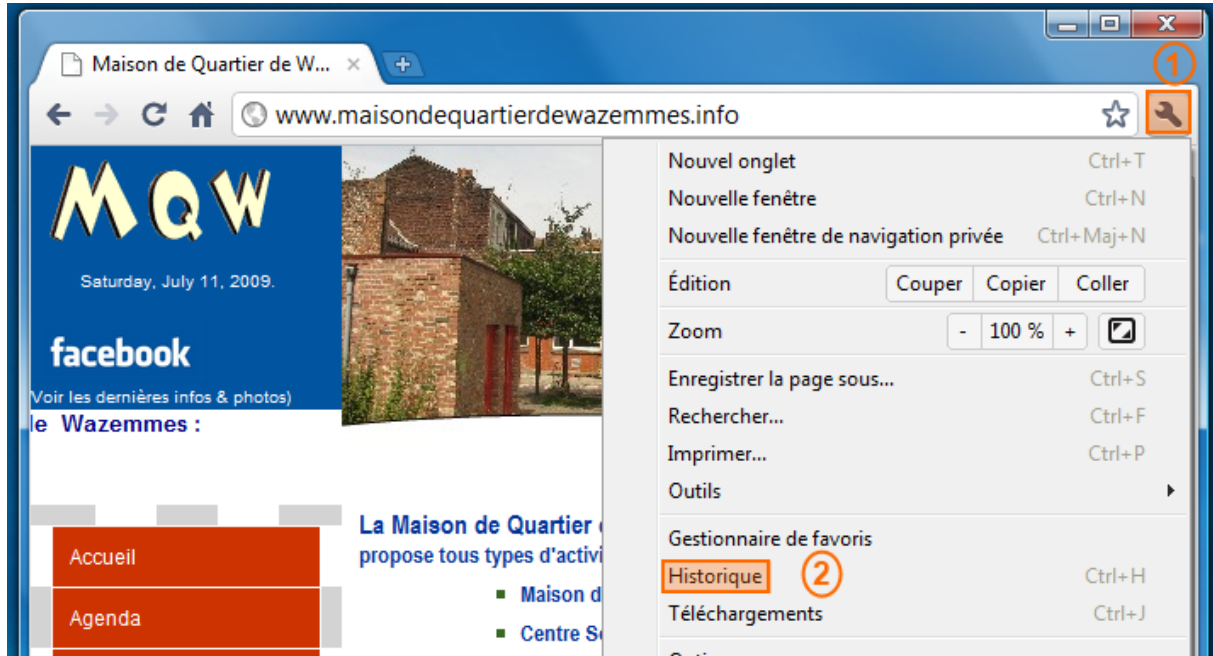 Maison de Quartier de W...
1
www.maisondequartierdewazemmes.info
MQW
Saturday, July 11, 2009.
facebook
(Voir les dernières infos & photos)
le Wazemmes :
Accueil
Agenda
La Maison de Quartier
propose tous types d'activi
Maison d
Centre S
Nouvel onglet Ctrl+T
Nouvelle fenêtre Ctrl+N
Nouvelle fenêtre de navigation privée Ctrl+Maj+N
Édition Couper Copier Coller
Zoom - 100 % +
Enregistrer la page sous... Ctrl+S
Rechercher... Ctrl+F
Imprimer... Ctrl+P
Outils
Gestionnaire de favoris
Historique 2 Ctrl+H
Téléchargements Ctrl+J